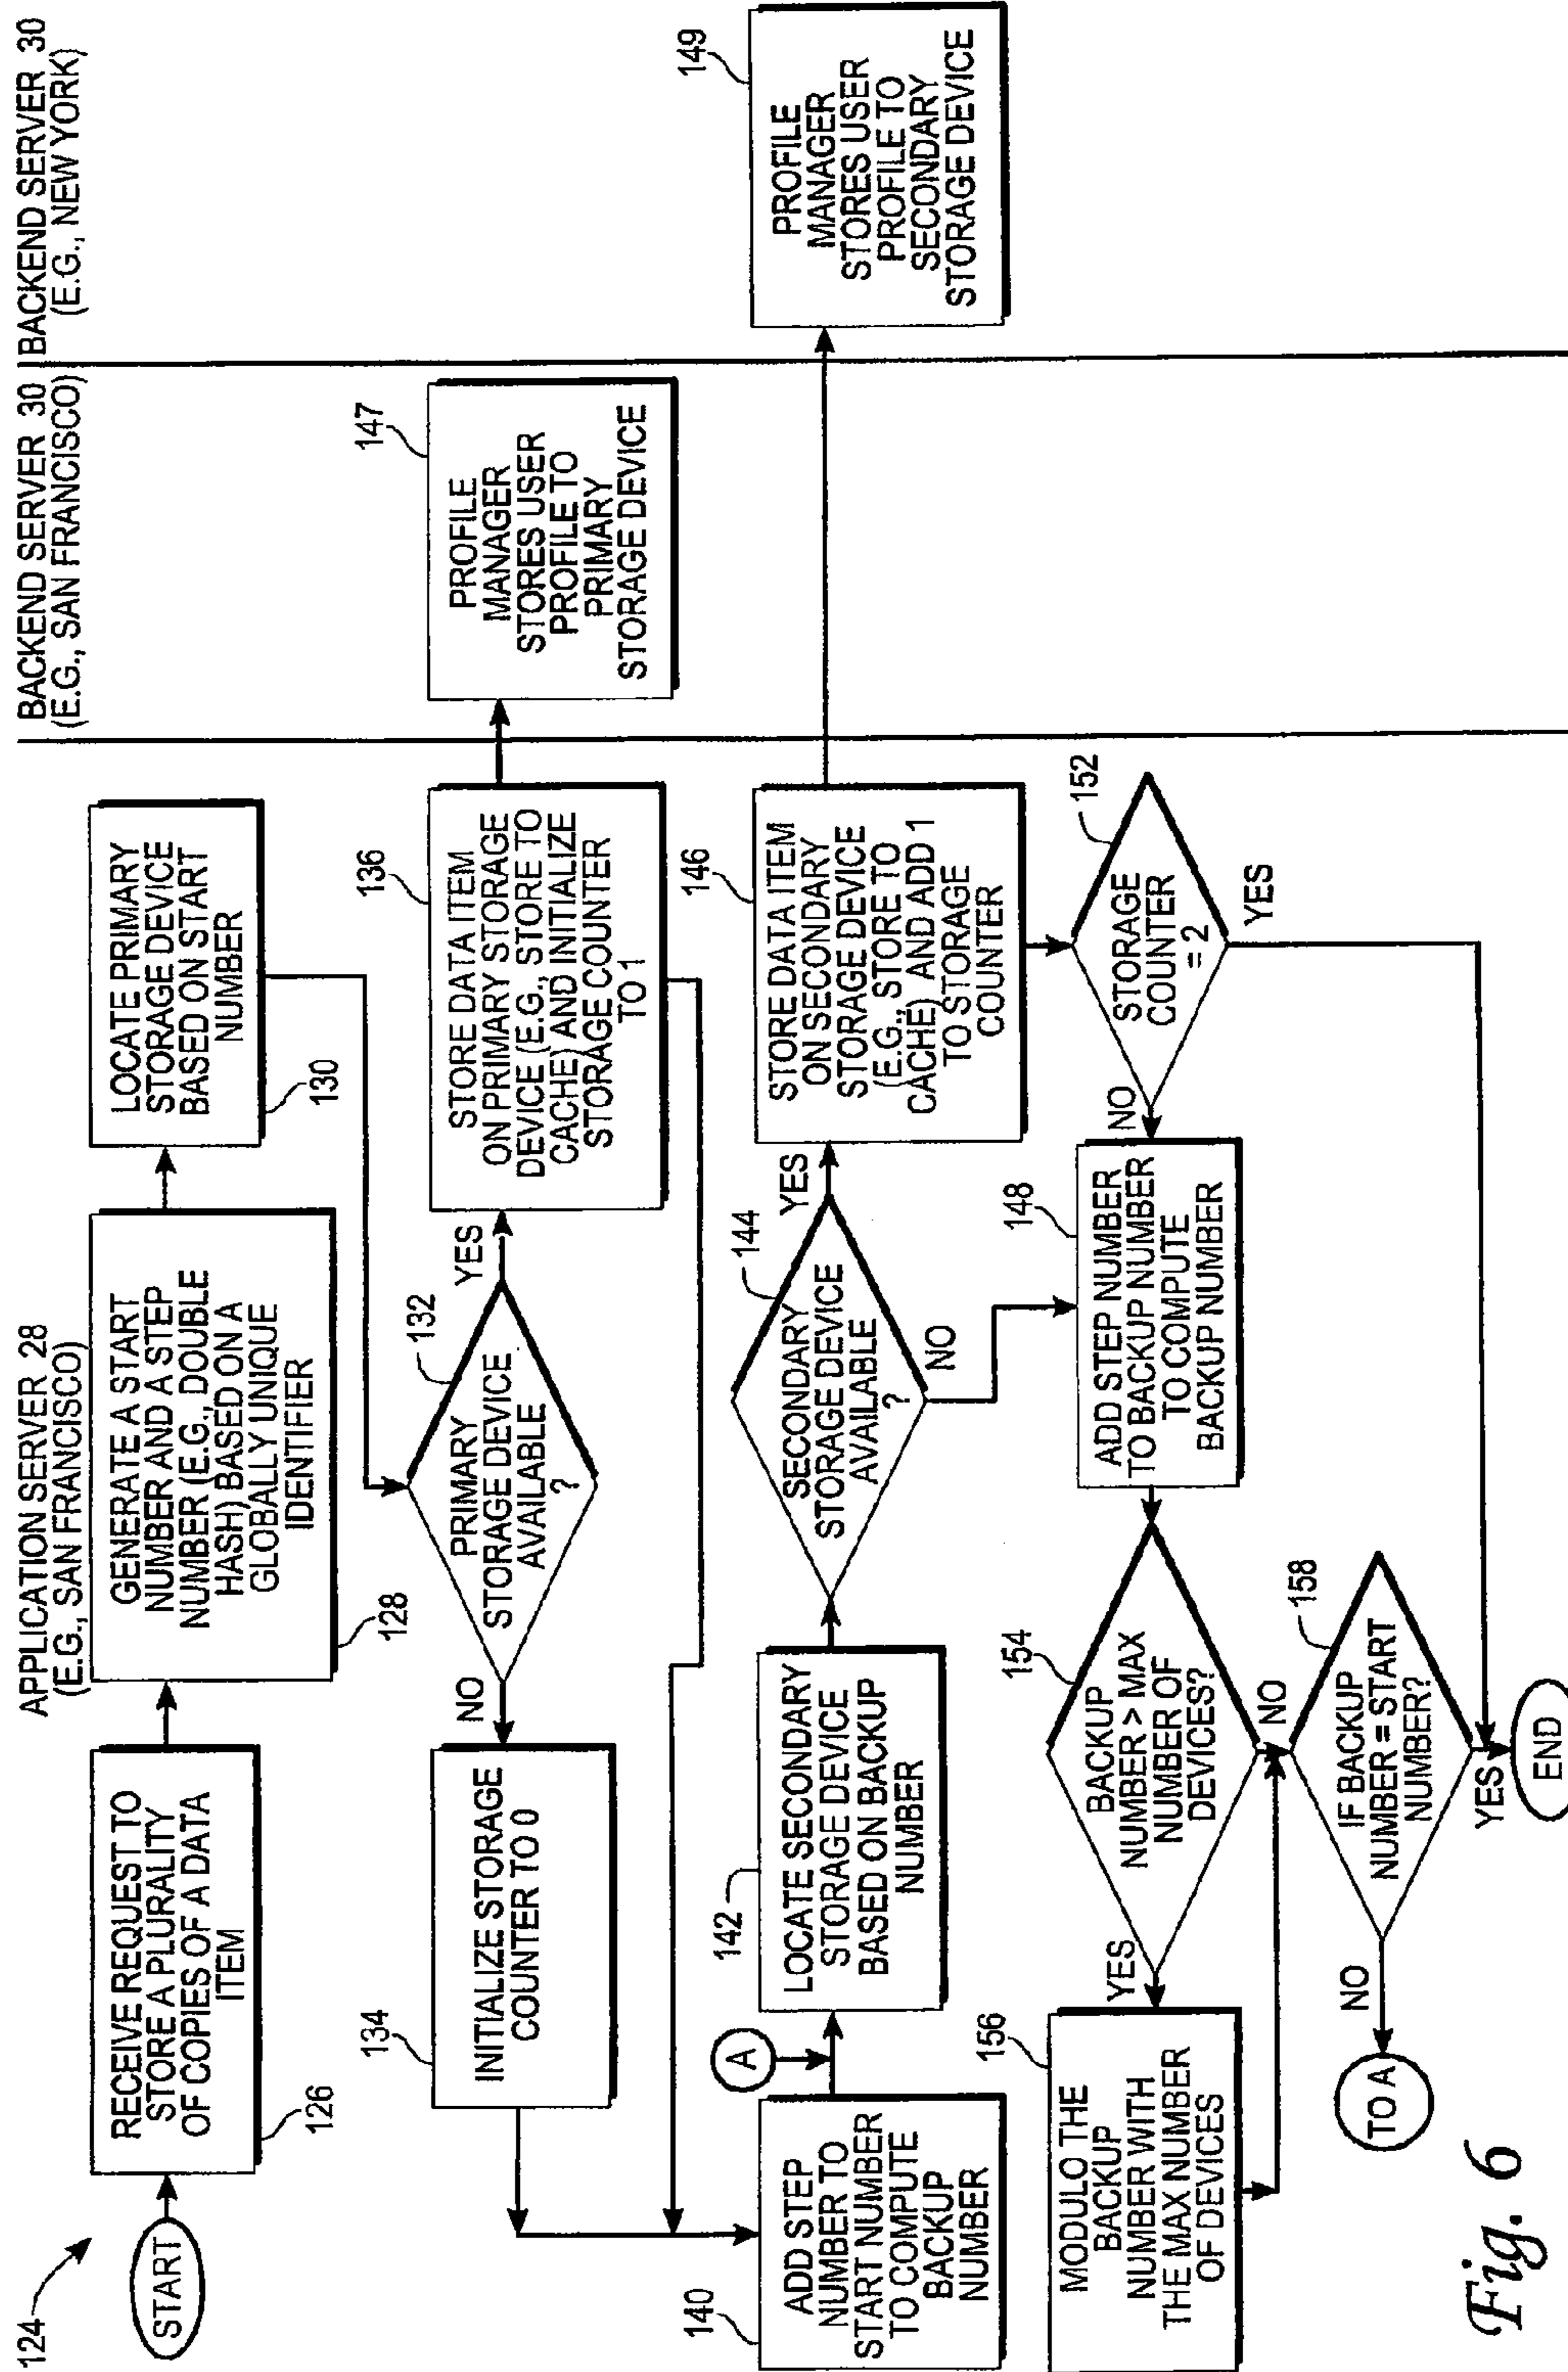 APPLICATION SERVER 28
(E.G., SAN FRANCISCO)
BACKEND SERVER 30
(E.G., SAN FRANCISCO)
BACKEND SERVER 30
(E.G., NEW YORK)
124
START
RECEIVE REQUEST TO
STORE A PLURALITY
OF COPIES OF A DATA
ITEM
126
GENERATE A START
NUMBER AND A STEP
NUMBER (E.G., DOUBLE
HASH) BASED ON A
GLOBALLY UNIQUE
IDENTIFIER
128
LOCATE PRIMARY
STORAGE DEVICE
BASED ON START
NUMBER
130
134
INITIALIZE STORAGE
COUNTER TO 0
NO
132
PRIMARY
STORAGE DEVICE
AVAILABLE
?
YES
136
STORE DATA ITEM
ON PRIMARY STORAGE
DEVICE (E.G., STORE TO
CACHE) AND INITIALIZE
STORAGE COUNTER
TO 1
147
PROFILE
MANAGER
STORES USER
PROFILE TO
PRIMARY
STORAGE DEVICE
140
ADD STEP
NUMBER TO
START NUMBER
TO COMPUTE
BACKUP
NUMBER
A
142
LOCATE SECONDARY
STORAGE DEVICE
BASED ON BACKUP
NUMBER
144
SECONDARY
STORAGE DEVICE
AVAILABLE
?
YES
NO
146
STORE DATA ITEM
ON SECONDARY
STORAGE DEVICE
(E.G., STORE TO
CACHE) AND ADD 1
TO STORAGE
COUNTER
149
PROFILE
MANAGER
STORES USER
PROFILE TO
SECONDARY
STORAGE DEVICE
156
MODULO THE
BACKUP
NUMBER WITH
THE MAX NUMBER
OF DEVICES
YES
154
BACKUP
NUMBER > MAX
NUMBER OF
DEVICES?
NO
148
ADD STEP NUMBER
TO BACKUP NUMBER
TO COMPUTE
BACKUP NUMBER
NO
152
STORAGE
COUNTER
= 2
YES
TO A
NO
158
IF BACKUP
NUMBER = START
NUMBER?
YES
END
Fig. 6